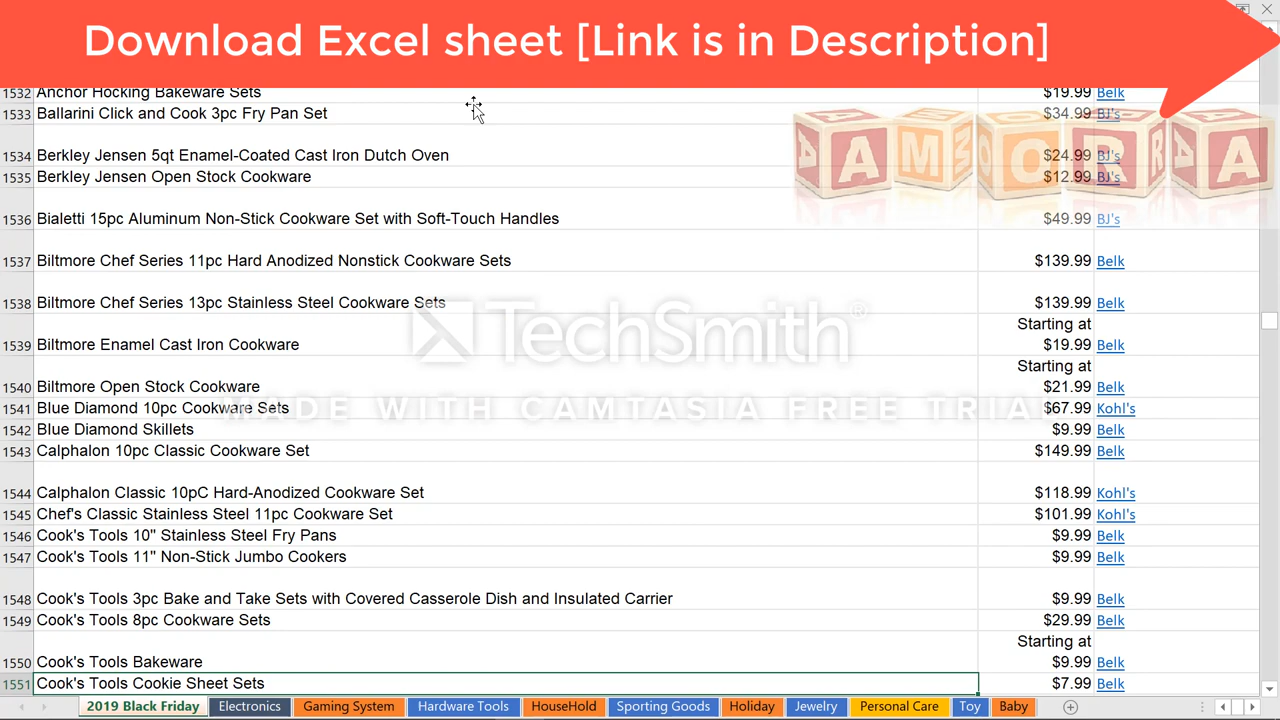 Download Excel sheet [Link is in Description]
1532 Anchor Hocking Bakeware Sets $19.99 Belk
1533 Ballarini Click and Cook 3pc Fry Pan Set $34.99 BJ's
1534 Berkley Jensen 5qt Enamel-Coated Cast Iron Dutch Oven $24.99 BJ's
1535 Berkley Jensen Open Stock Cookware $12.99 BJ's
AMSOORRAA
1536 Bialetti 15pc Aluminum Non-Stick Cookware Set with Soft-Touch Handles $49.99 BJ's
1537 Biltmore Chef Series 11pc Hard Anodized Nonstick Cookware Sets $139.99 Belk
1538 Biltmore Chef Series 13pc Stainless Steel Cookware Sets $139.99 Belk
TechSmith®
Starting at
1539 Biltmore Enamel Cast Iron Cookware $19.99 Belk
Starting at
1540 Biltmore Open Stock Cookware $21.99 Belk
1541 Blue Diamond 10pc Cookware Sets $67.99 Kohl's
MADE WITH CAMTASIA FREE TRIAL
1542 Blue Diamond Skillets $9.99 Belk
1543 Calphalon 10pc Classic Cookware Set $149.99 Belk
1544 Calphalon Classic 10pC Hard-Anodized Cookware Set $118.99 Kohl's
1545 Chef's Classic Stainless Steel 11pc Cookware Set $101.99 Kohl's
1546 Cook's Tools 10" Stainless Steel Fry Pans $9.99 Belk
1547 Cook's Tools 11" Non-Stick Jumbo Cookers $9.99 Belk
1548 Cook's Tools 3pc Bake and Take Sets with Covered Casserole Dish and Insulated Carrier $9.99 Belk
1549 Cook's Tools 8pc Cookware Sets $29.99 Belk
Starting at
1550 Cook's Tools Bakeware $9.99 Belk
1551 Cook's Tools Cookie Sheet Sets $7.99 Belk
2019 Black Friday Electronics Gaming System Hardware Tools HouseHold Sporting Goods Holiday Jewelry Personal Care Toy Baby